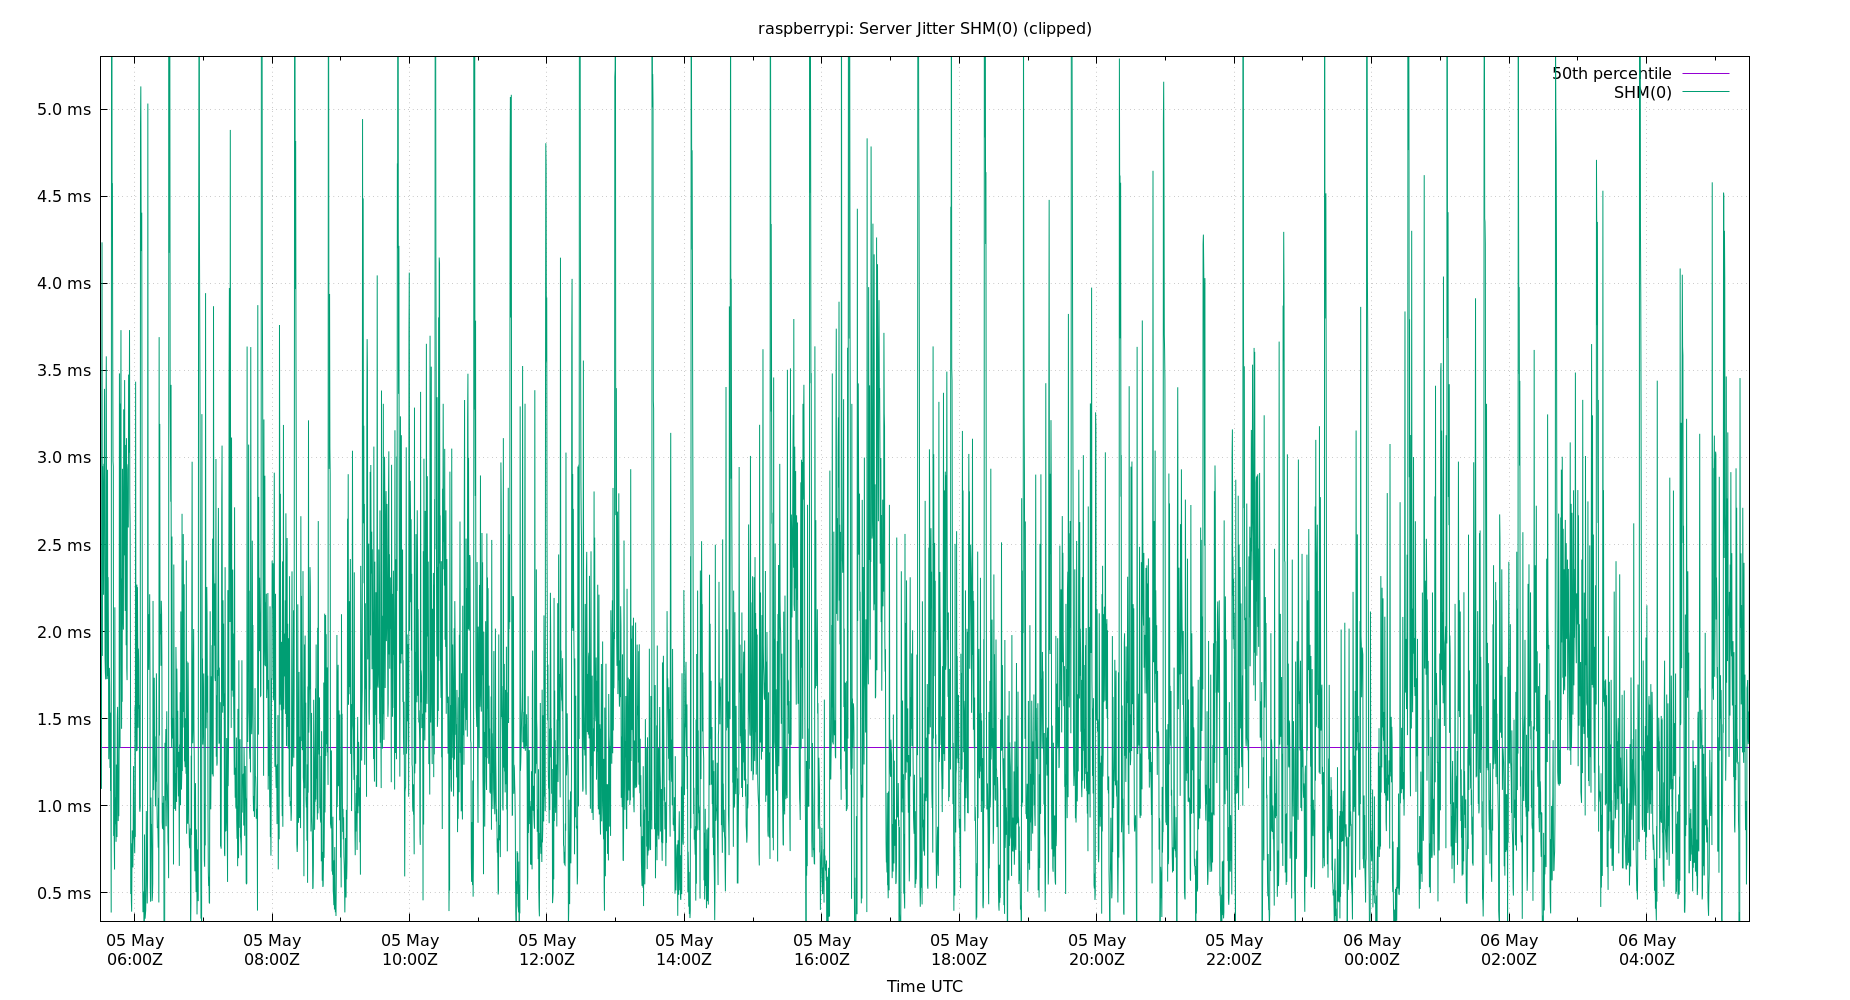 raspberrypi: Server Jitter SHM(0) (clipped)
50th percentile
SHM(0)
5.0 ms
4.5 ms
4.0 ms
3.5 ms
3.0 ms
2.5 ms
2.0 ms
1.5 ms
1.0 ms
0.5 ms
05 May 05 May 05 May 05 May 05 May 05 May 05 May 05 May 05 May 06 May 06 May 06 May
06:00Z 08:00Z 10:00Z 12:00Z 14:00Z 16:00Z 18:00Z 20:00Z 22:00Z 00:00Z 02:00Z 04:00Z
Time UTC